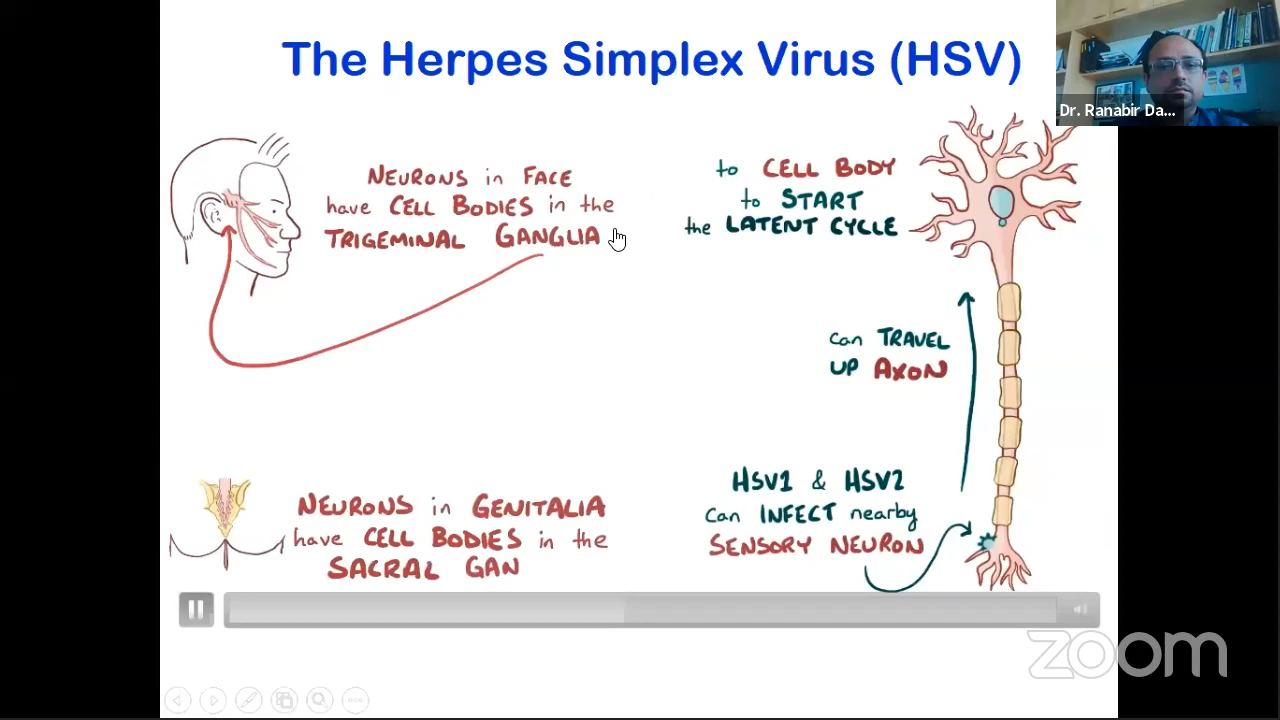 The Herpes Simplex Virus (HSV)
Dr. Ranabir Da...
NEURONS in FACE
have CELL BODIES in the
TRIGEMINAL GANGLIA
to CELL BODY
to START
the LATENT CYCLE
can TRAVEL
UP AXON
HSV1 & HSV2
can INFECT nearby
SENSORY NEURON
NEURONS in GENITALIA
have CELL BODIES in the
SACRAL GAN
zoom